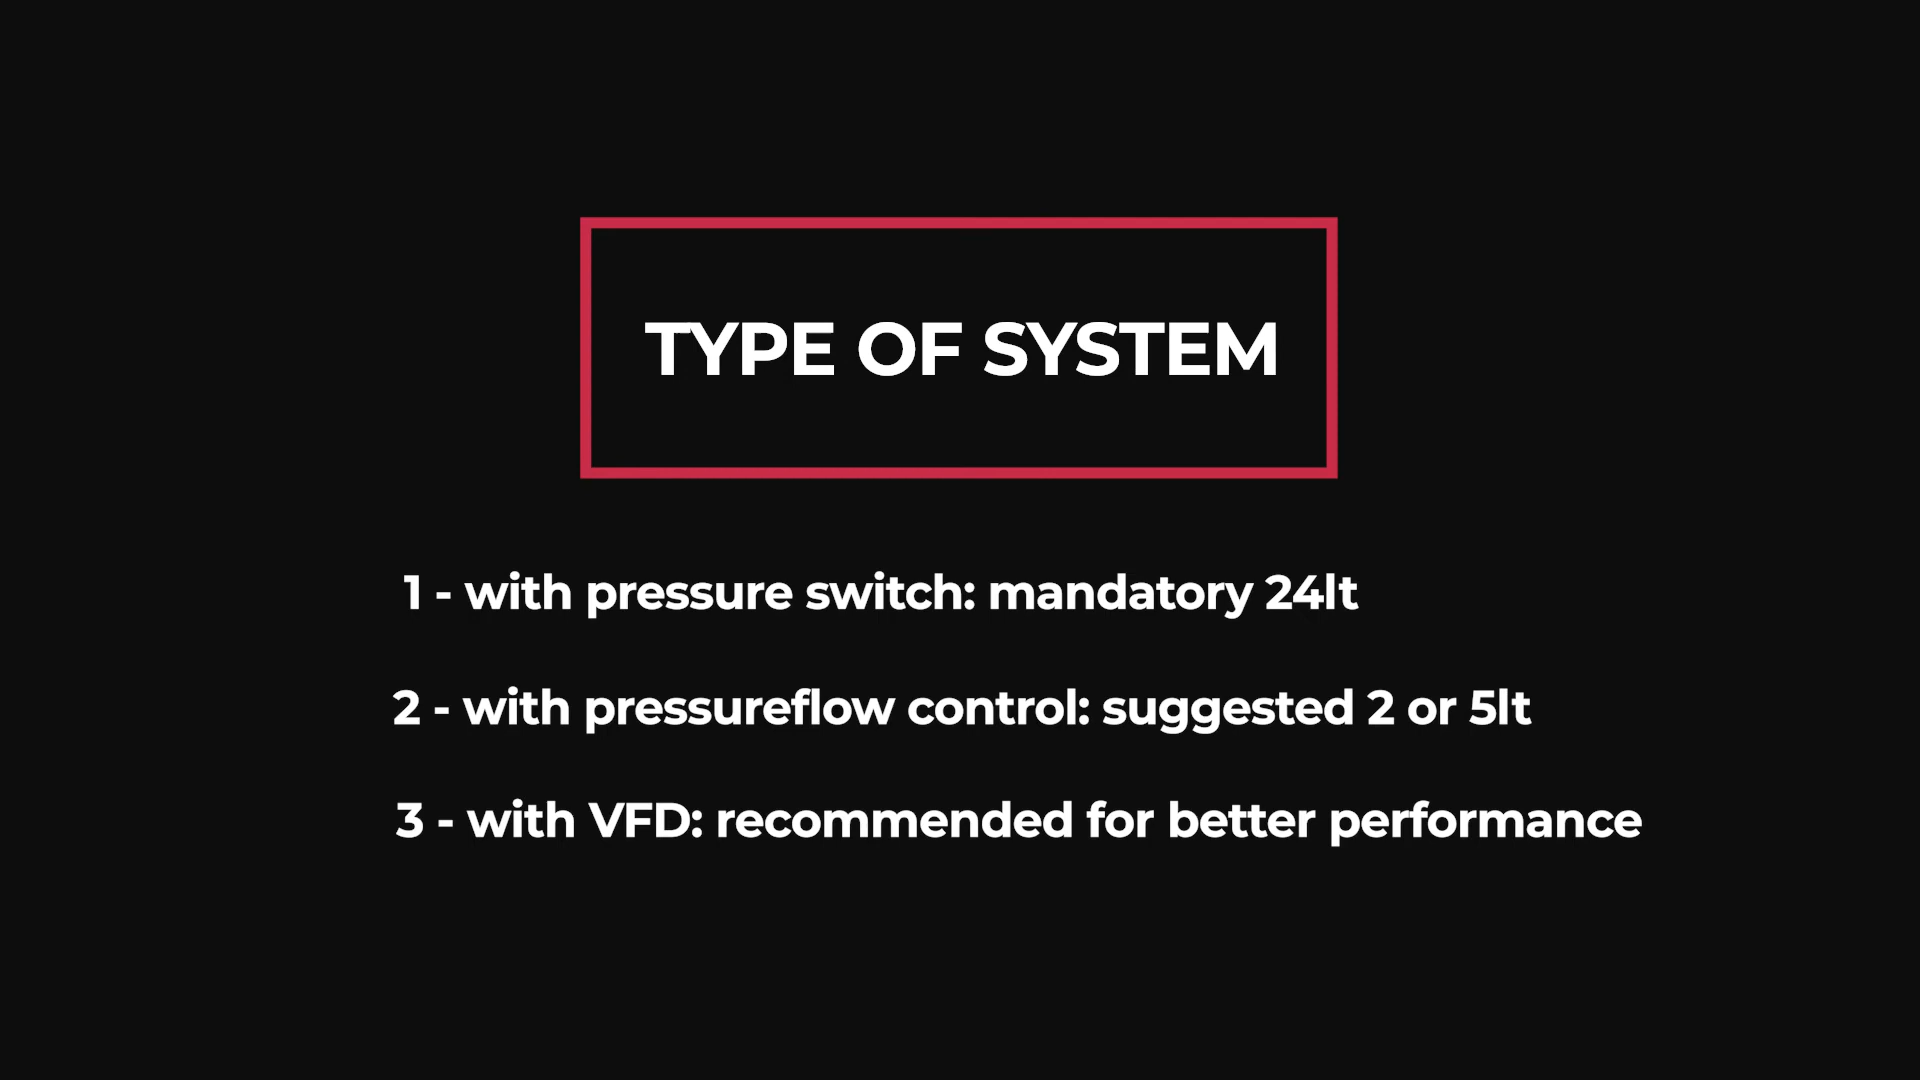 TYPE OF SYSTEM
1 - with pressure switch: mandatory 24lt
2 - with pressureflow control: suggested 2 or 5lt
3 - with VFD: recommended for better performance